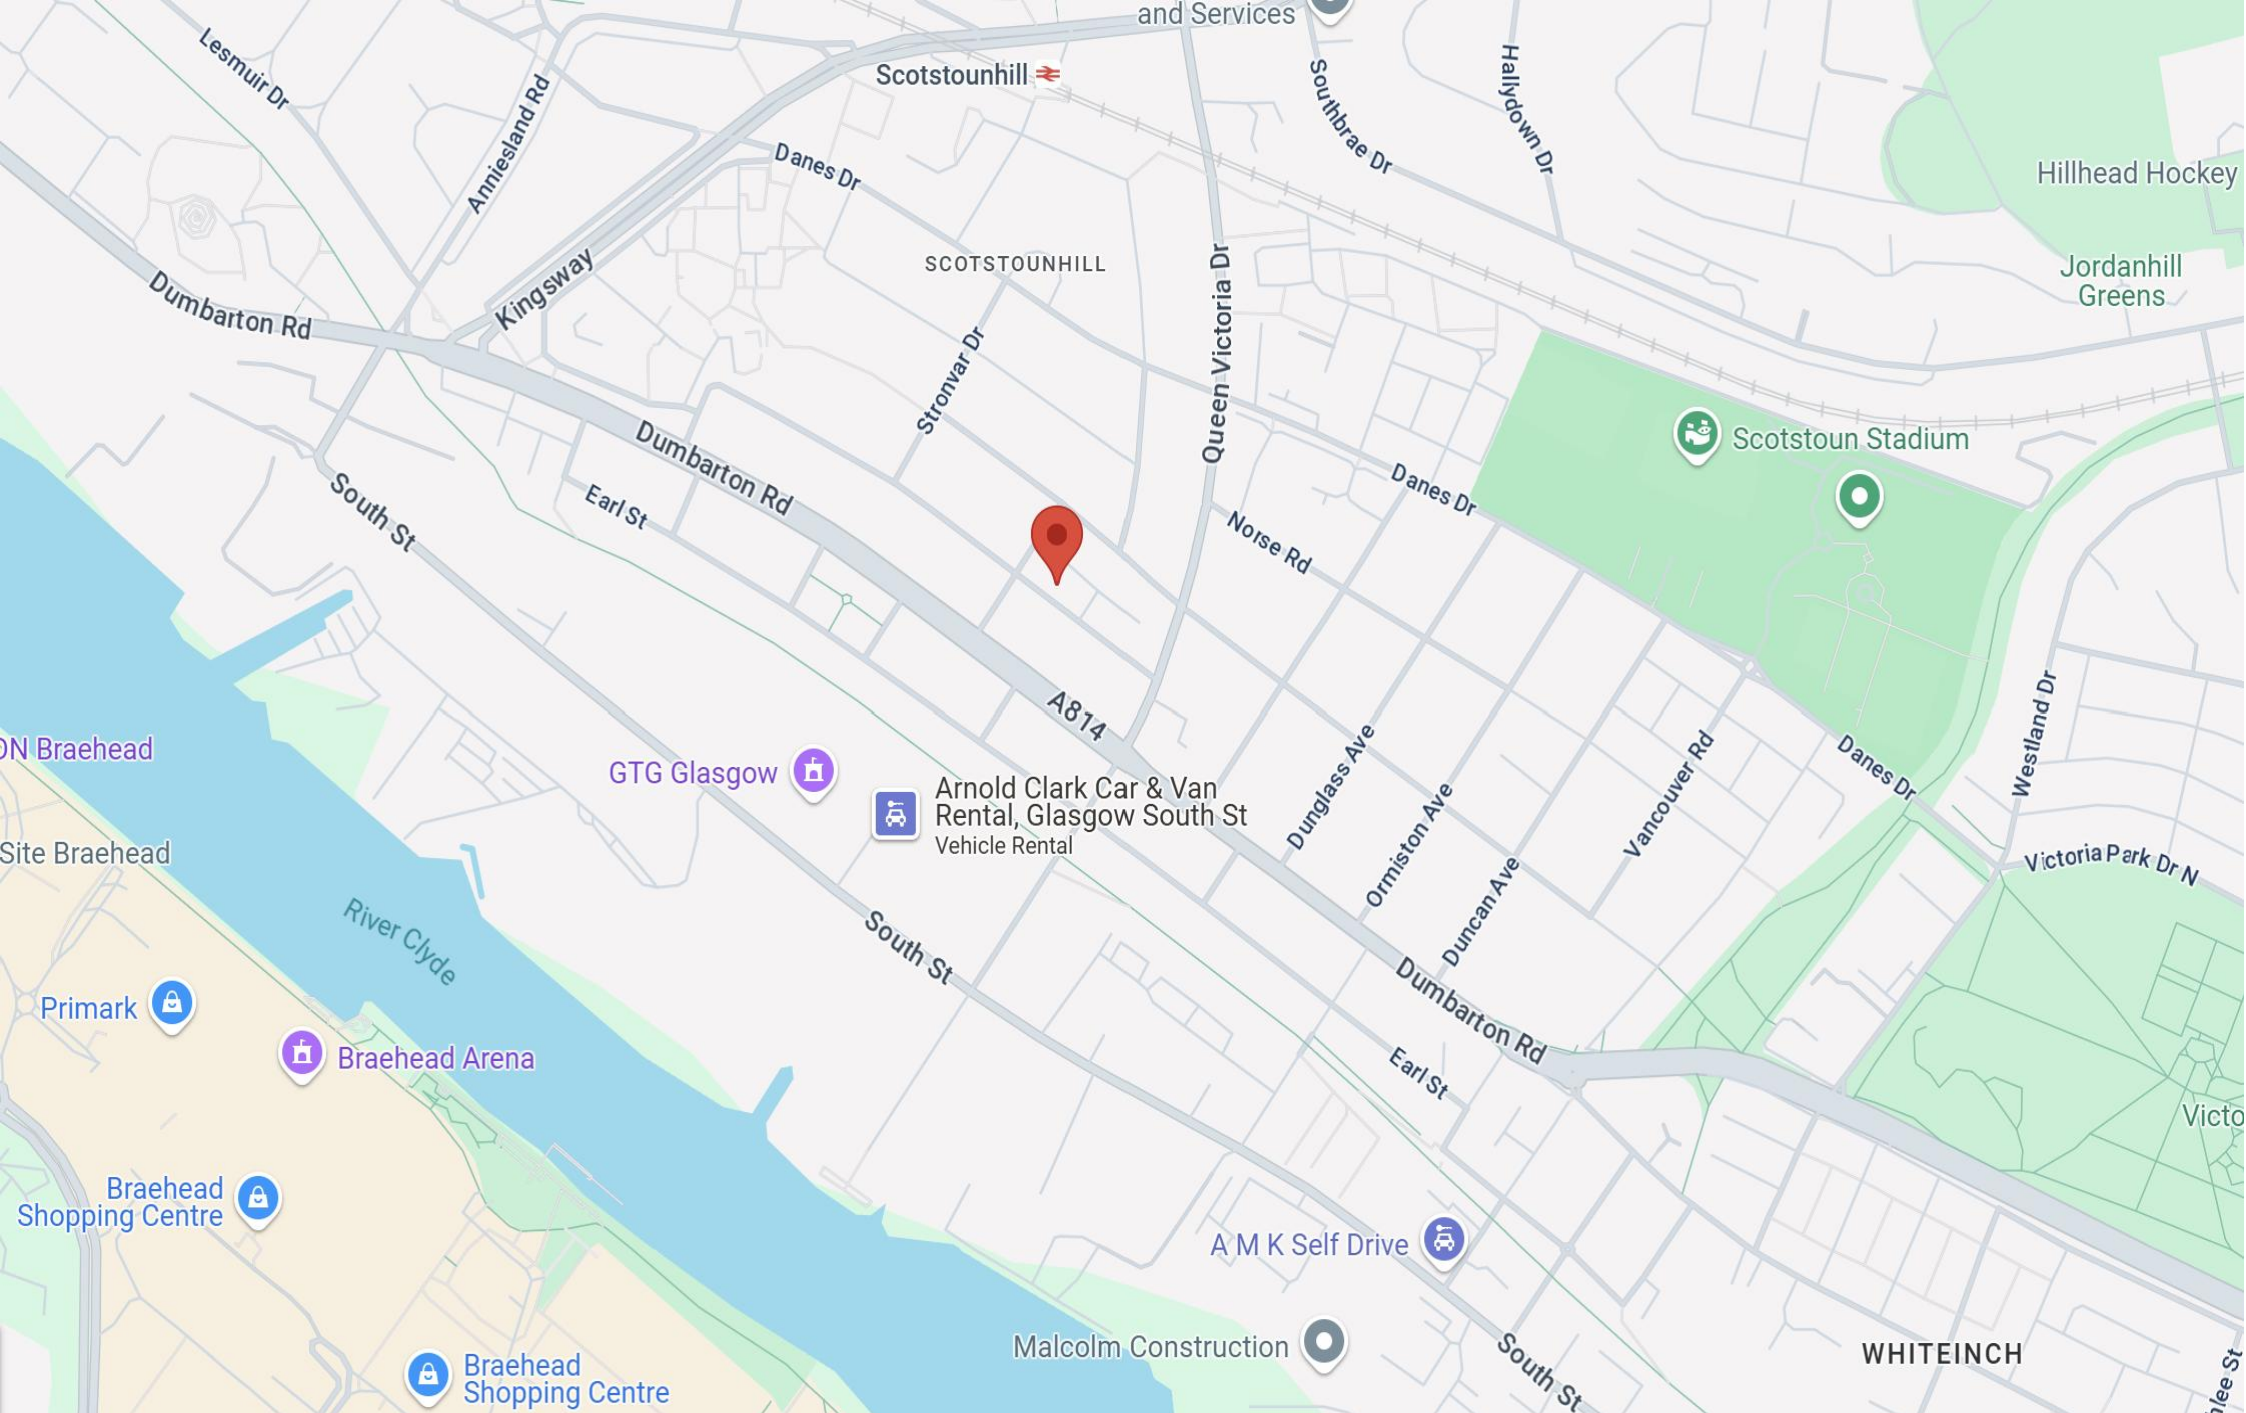 and Services
Lesmuir Dr
Scotstounhill
Anniesland Rd
Southbrae Dr
Hallydown Dr
Danes Dr
Hillhead Hockey
SCOTSTOUNHILL
Jordanhill
Greens
Dumbarton Rd
Kingsway
Queen Victoria Dr
Stronvar Dr
Scotstoun Stadium
Dumbarton Rd
Danes Dr
South St
Earl St
Norse Rd
A814
Westland Dr
ON Braehead
GTG Glasgow
Arnold Clark Car & Van
Rental, Glasgow South St
Vehicle Rental
Dunglass Ave
Ormiston Ave
Vancouver Rd
Danes Dr
Site Braehead
Duncan Ave
Victoria Park Dr N
River Clyde
South St
Dumbarton Rd
Primark
Braehead Arena
Earl St
Victo
Braehead
Shopping Centre
A M K Self Drive
Malcolm Construction
WHITEINCH
South St
Braehead
Shopping Centre